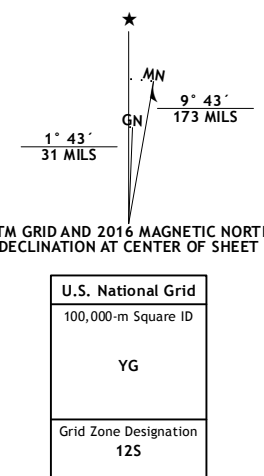 ★
MN
GN
9° 43´
173 MILS
1° 43´
31 MILS
TM GRID AND 2016 MAGNETIC NORTH
DECLINATION AT CENTER OF SHEET
U.S. National Grid
100,000-m Square ID
YG
Grid Zone Designation
12S